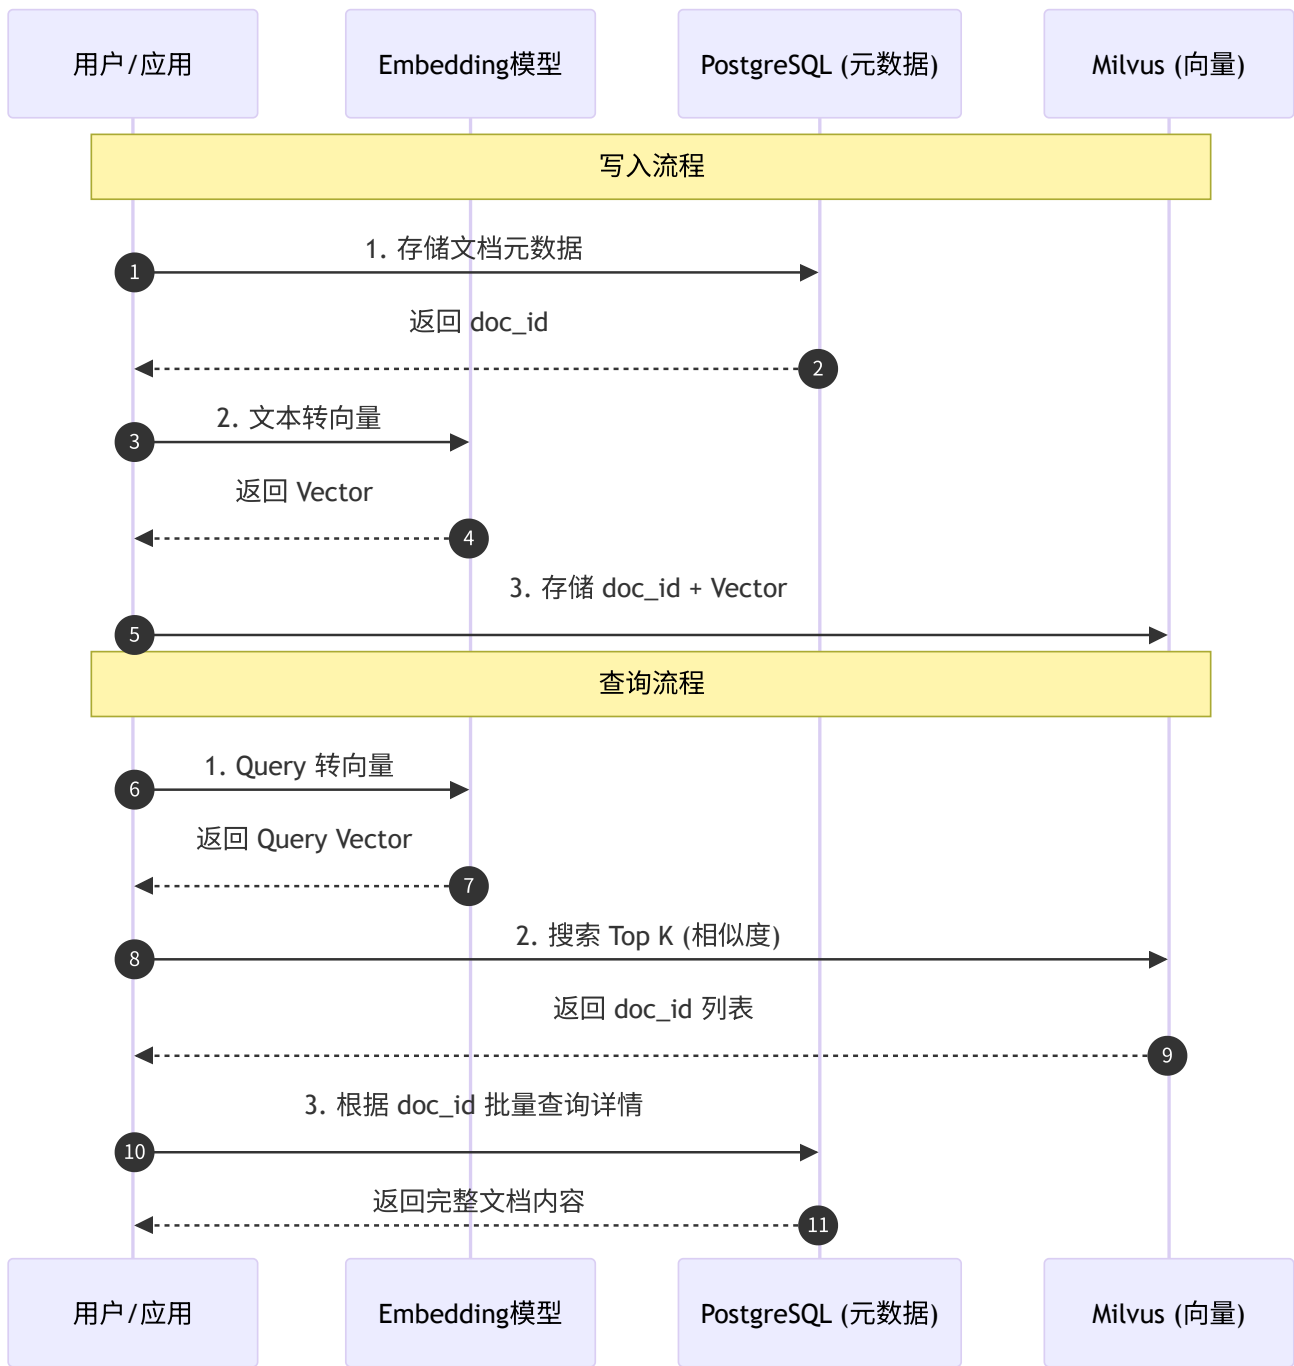 用户/应用
Embedding模型
PostgreSQL (元数据)
Milvus (向量)
写入流程
1. 存储文档元数据
1
返回 doc_id
2
2. 文本转向量
3
返回 Vector
4
3. 存储 doc_id + Vector
5
查询流程
1. Query 转向量
6
返回 Query Vector
7
2. 搜索 Top K (相似度)
8
返回 doc_id 列表
9
3. 根据 doc_id 批量查询详情
10
返回完整文档内容
11
用户/应用
Embedding模型
PostgreSQL (元数据)
Milvus (向量)